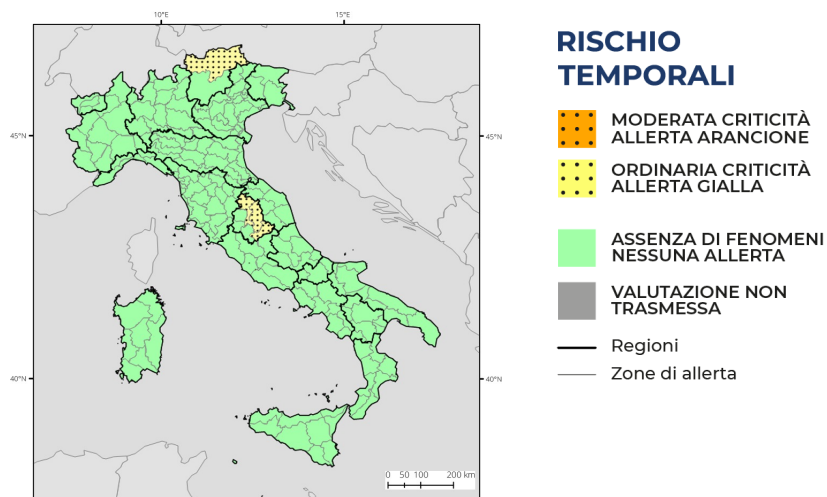 10°E
15°E
45°N
45°N
40°N
40°N
0 50 100 200 km
RISCHIO
TEMPORALI
MODERATA CRITICITÀ
ALLERTA ARANCIONE
ORDINARIA CRITICITÀ
ALLERTA GIALLA
ASSENZA DI FENOMENI
NESSUNA ALLERTA
VALUTAZIONE NON
TRASMESSA
Regioni
Zone di allerta